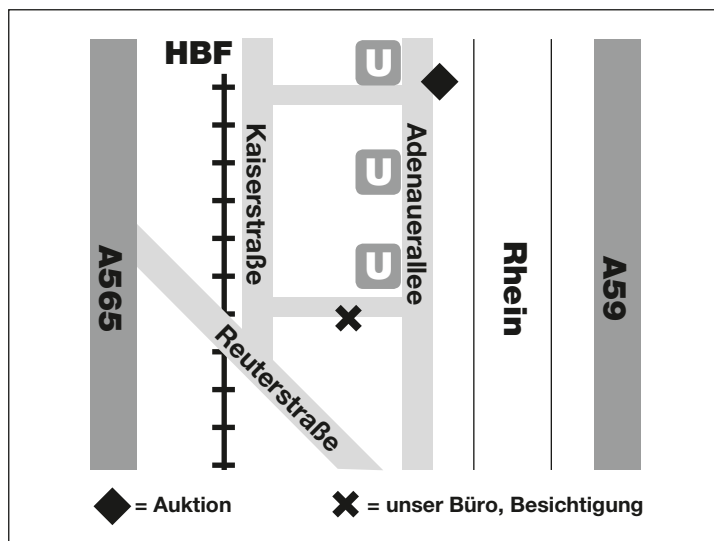 HBF
U
Kaiserstraße
Adenauerallee
U
A565
U
Rhein
A59
Reuterstraße
= Auktion
= unser Büro, Besichtigung